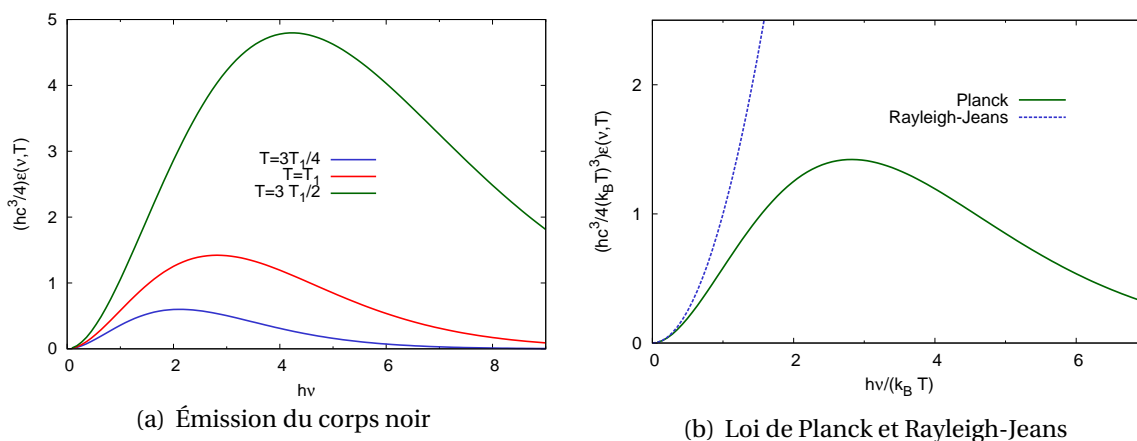 5
4
3
2
1
0
0 2 4 6 8
(hc³/4)ε(ν,T)
hν
T=3T₁/4
T=T₁
T=3 T₁/2
(a) Émission du corps noir
2
1
0
0 2 4 6
(hc³/4(k_B T)³)ε(ν,T)
hν/(k_B T)
Planck
Rayleigh-Jeans
(b) Loi de Planck et Rayleigh-Jeans